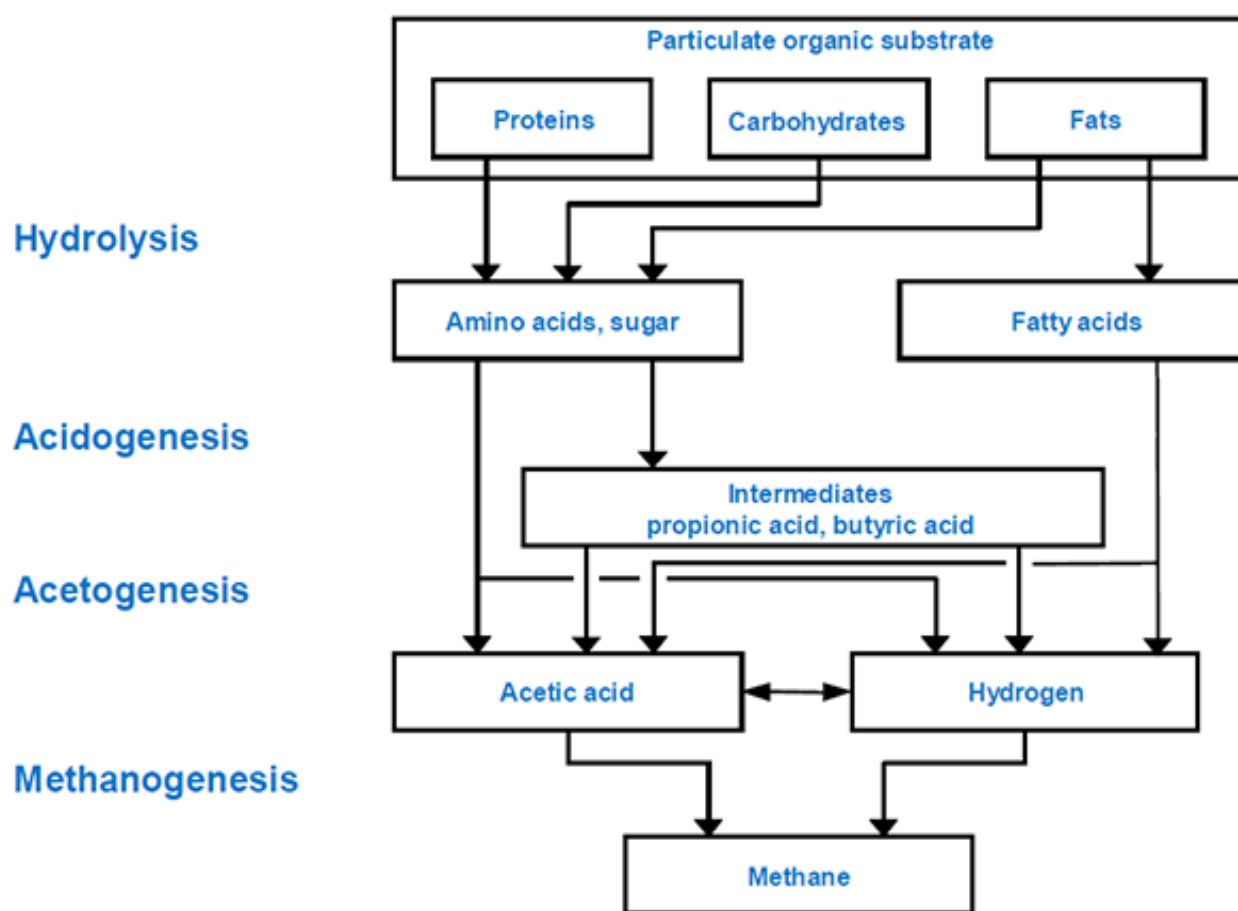 Particulate organic substrate
Proteins
Carbohydrates
Fats
Hydrolysis
Amino acids, sugar
Fatty acids
Acidogenesis
Intermediates
propionic acid, butyric acid
Acetogenesis
Acetic acid
Hydrogen
Methanogenesis
Methane